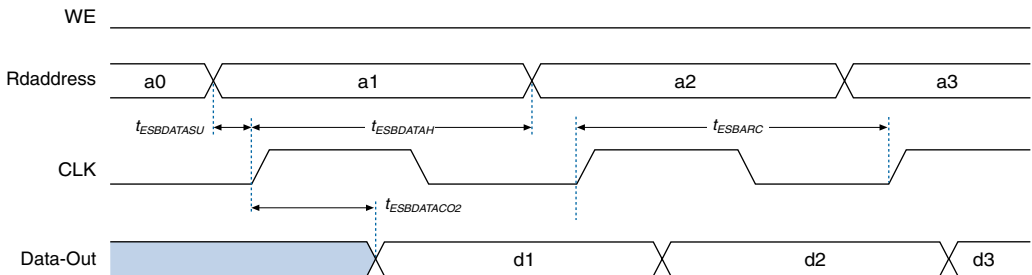 WE
Rdaddress a0 a1 a2 a3
tESBDATASU tESBDATAH tESBARC
CLK
tESBDATACO2
Data-Out d1 d2 d3